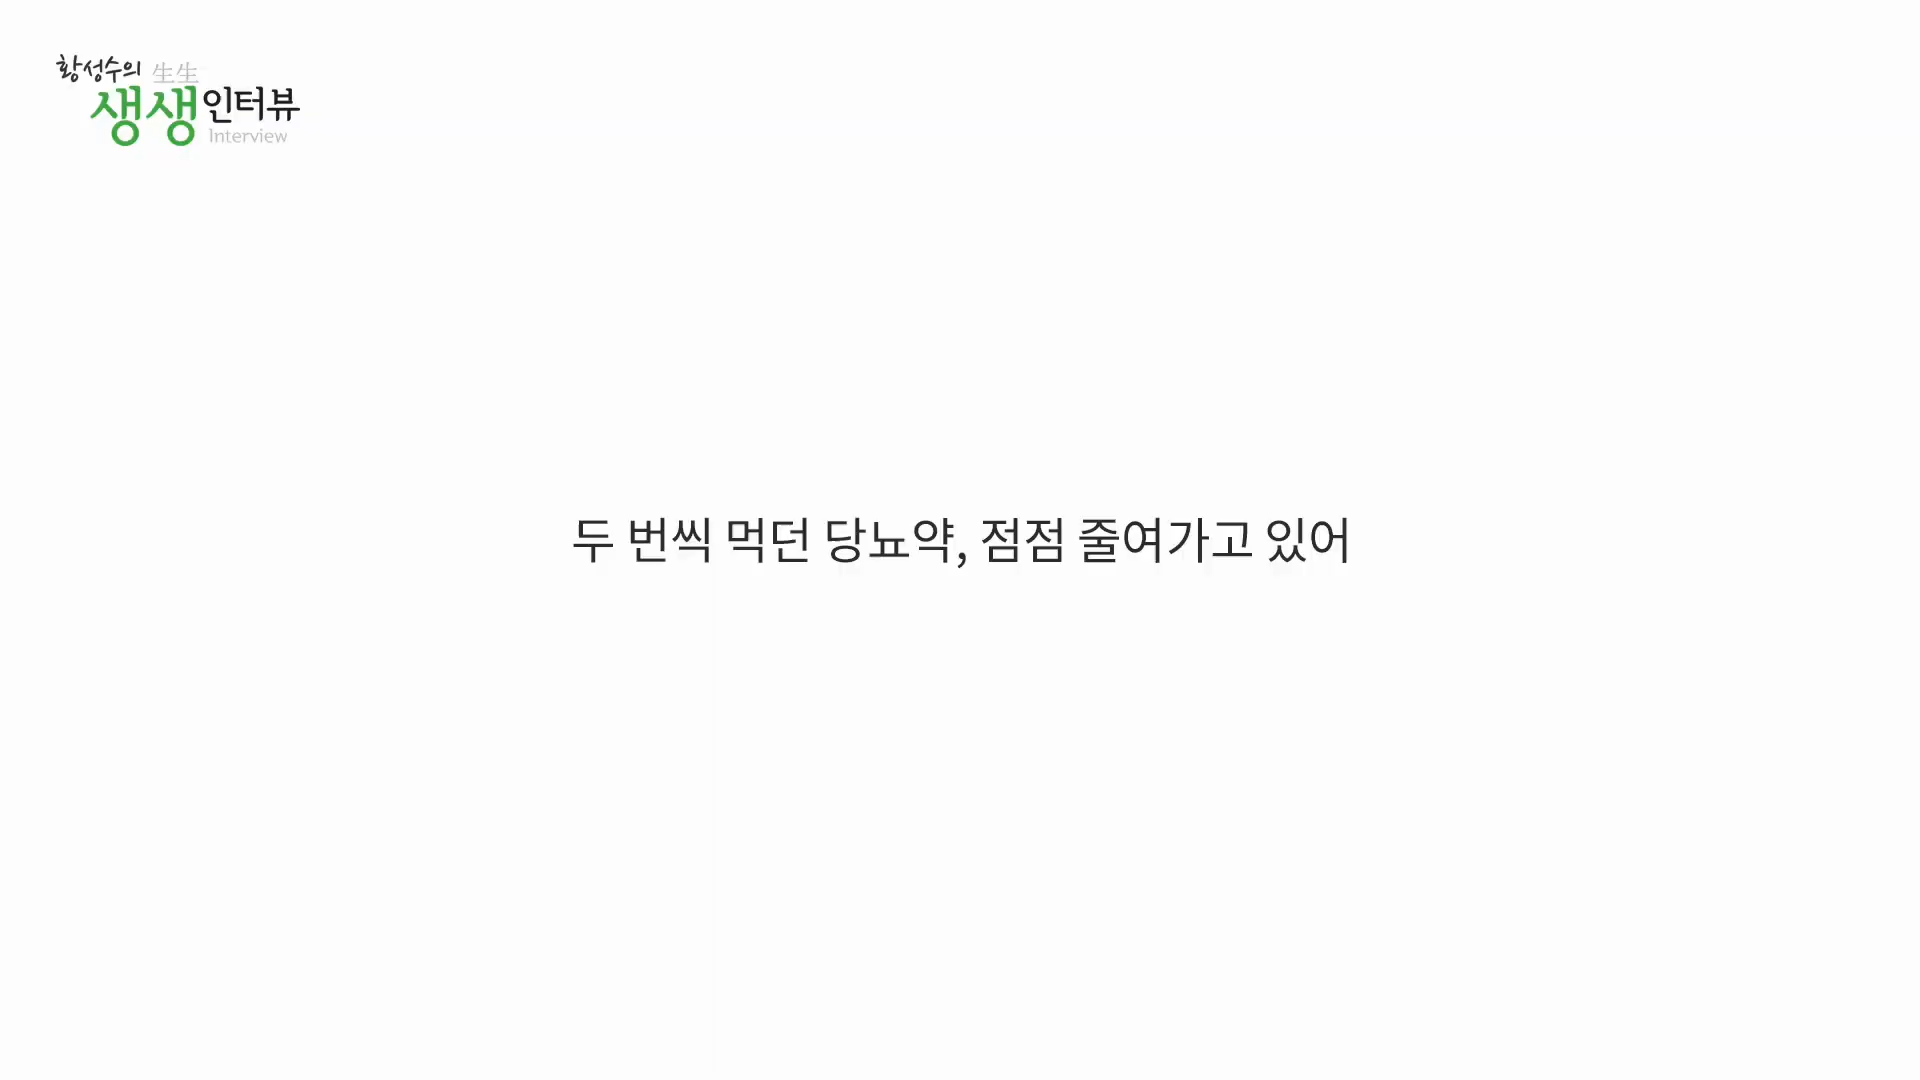 황성수의 生生
생생인터뷰
Interview
두 번씩 먹던 당뇨약, 점점 줄여가고 있어